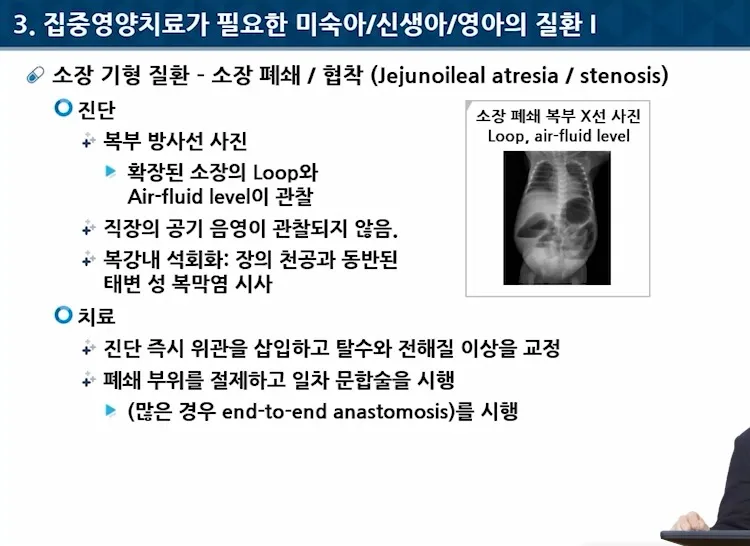 3. 집중영양치료가 필요한 미숙아/신생아/영아의 질환 I
소장 기형 질환 - 소장 폐쇄 / 협착 (Jejunoileal atresia / stenosis)
진단
복부 방사선 사진
확장된 소장의 Loop와
Air-fluid level이 관찰
직장의 공기 음영이 관찰되지 않음.
복강내 석회화: 장의 천공과 동반된
태변 성 복막염 시사
소장 폐쇄 복부 X선 사진
Loop, air-fluid level
치료
진단 즉시 위관을 삽입하고 탈수와 전해질 이상을 교정
폐쇄 부위를 절제하고 일차 문합술을 시행
(많은 경우 end-to-end anastomosis)를 시행